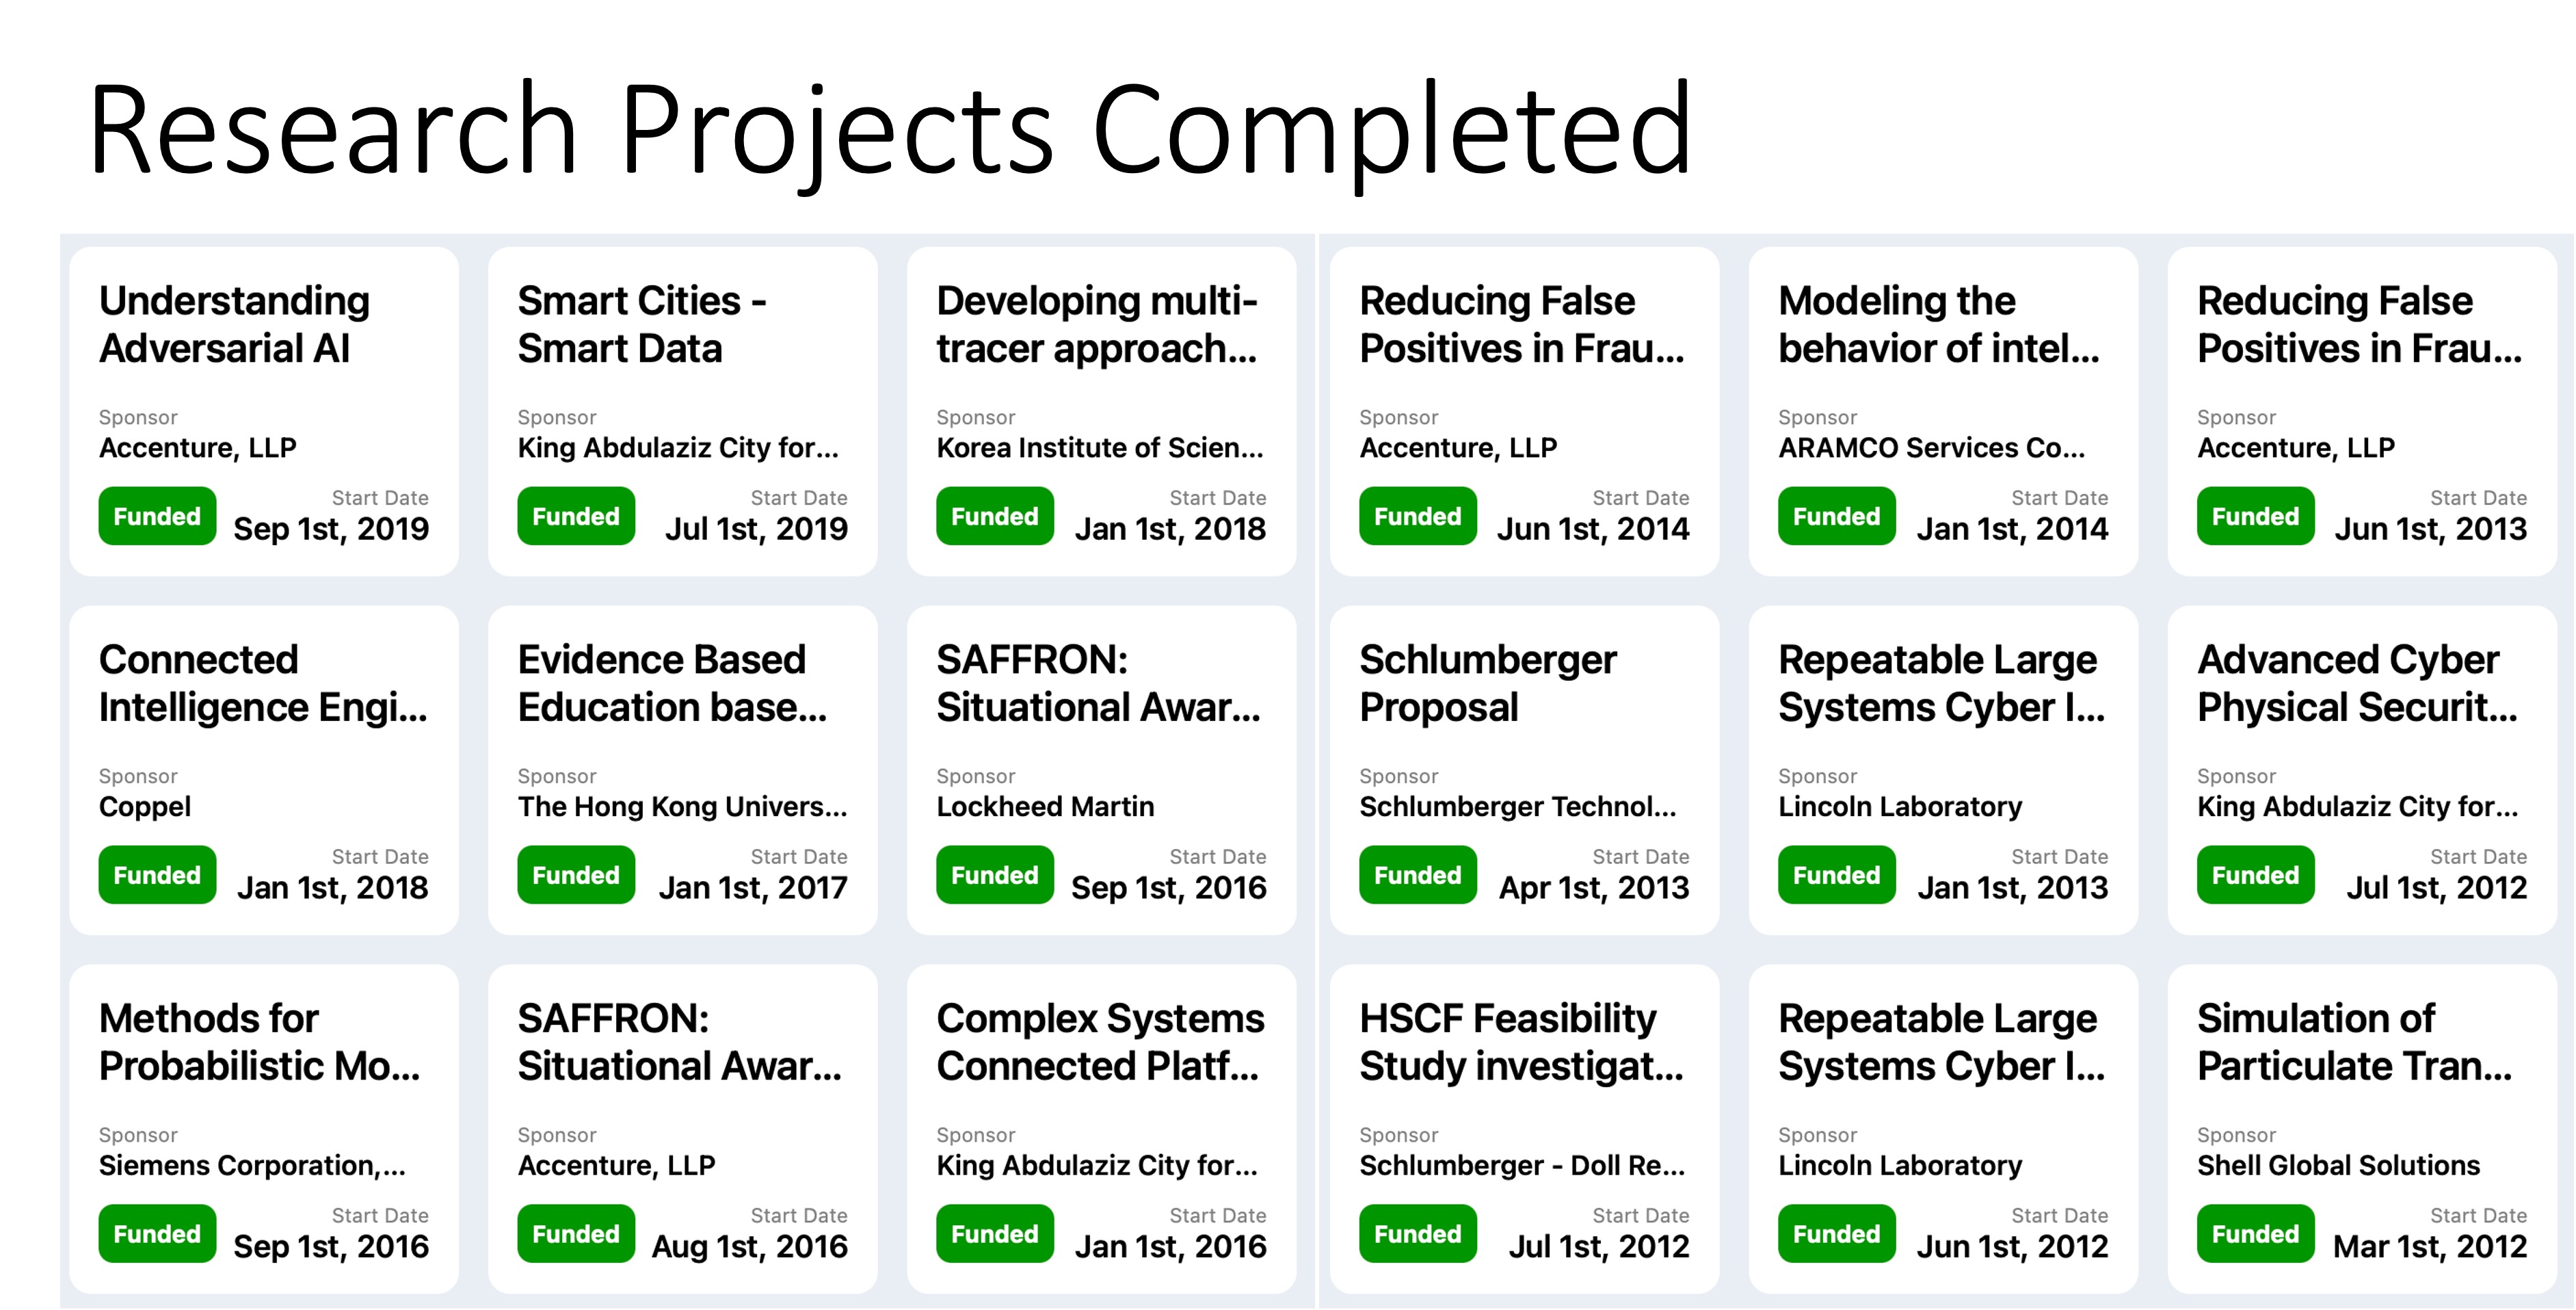 Research Projects Completed
Understanding
Adversarial AI
Sponsor
Accenture, LLP
Funded
Start Date
Sep 1st, 2019
Smart Cities -
Smart Data
Sponsor
King Abdulaziz City for...
Funded
Start Date
Jul 1st, 2019
Developing multi-
tracer approach...
Sponsor
Korea Institute of Scien...
Funded
Start Date
Jan 1st, 2018
Reducing False
Positives in Frau...
Sponsor
Accenture, LLP
Funded
Start Date
Jun 1st, 2014
Modeling the
behavior of intel...
Sponsor
ARAMCO Services Co...
Funded
Start Date
Jan 1st, 2014
Reducing False
Positives in Frau...
Sponsor
Accenture, LLP
Funded
Start Date
Jun 1st, 2013
Connected
Intelligence Engi...
Sponsor
Coppel
Funded
Start Date
Jan 1st, 2018
Evidence Based
Education base...
Sponsor
The Hong Kong Univers...
Funded
Start Date
Jan 1st, 2017
SAFFRON:
Situational Awar...
Sponsor
Lockheed Martin
Funded
Start Date
Sep 1st, 2016
Schlumberger
Proposal
Sponsor
Schlumberger Technol...
Funded
Start Date
Apr 1st, 2013
Repeatable Large
Systems Cyber I...
Sponsor
Lincoln Laboratory
Funded
Start Date
Jan 1st, 2013
Advanced Cyber
Physical Securit...
Sponsor
King Abdulaziz City for...
Funded
Start Date
Jul 1st, 2012
Methods for
Probabilistic Mo...
Sponsor
Siemens Corporation,...
Funded
Start Date
Sep 1st, 2016
SAFFRON:
Situational Awar...
Sponsor
Accenture, LLP
Funded
Start Date
Aug 1st, 2016
Complex Systems
Connected Platf...
Sponsor
King Abdulaziz City for...
Funded
Start Date
Jan 1st, 2016
HSCF Feasibility
Study investigat...
Sponsor
Schlumberger - Doll Re...
Funded
Start Date
Jul 1st, 2012
Repeatable Large
Systems Cyber I...
Sponsor
Lincoln Laboratory
Funded
Start Date
Jun 1st, 2012
Simulation of
Particulate Tran...
Sponsor
Shell Global Solutions
Funded
Start Date
Mar 1st, 2012